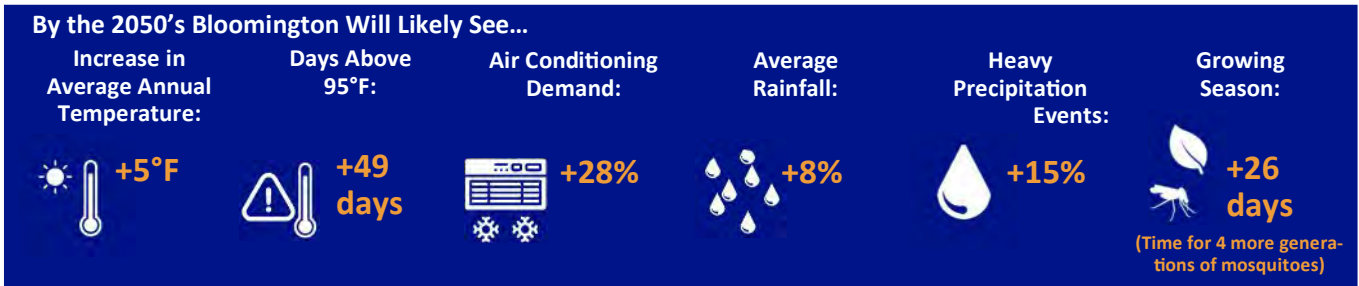 By the 2050's Bloomington Will Likely See…
Increase in
Average Annual
Temperature:
+5°F
Days Above
95°F:
+49
days
Air Conditioning
Demand:
+28%
Average
Rainfall:
+8%
Heavy
Precipitation
Events:
+15%
Growing
Season:
+26
days
(Time for 4 more genera-
tions of mosquitoes)